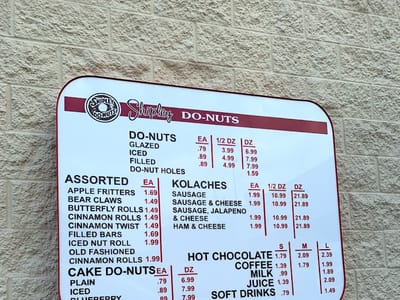 SHIPLEY DO-NUTS Shipley DO-NUTS
DO-NUTS EA 1/2 DZ DZ
GLAZED .79 3.99 6.99
ICED .89 4.99 7.99
FILLED .89 4.99 7.99
DO-NUT HOLES 1.59
ASSORTED EA
APPLE FRITTERS 1.69
BEAR CLAWS 1.49
BUTTERFLY ROLLS 1.49
CINNAMON ROLLS 1.49
CINNAMON TWIST 1.49
FILLED BARS 1.69
ICED NUT ROLL 1.99
OLD FASHIONED
CINNAMON ROLLS 1.99
KOLACHES EA 1/2 DZ DZ
SAUSAGE 1.99 10.99 21.89
SAUSAGE & CHEESE 1.99 10.99 21.89
SAUSAGE, JALAPENO
& CHEESE 1.99 10.99 21.89
HAM & CHEESE 1.99 10.99 21.89
CAKE DO-NUTS EA DZ
PLAIN .79 6.99
ICED .89 7.99
BLUEBERRY
S M L
HOT CHOCOLATE 1.79 2.09 2.39
COFFEE 1.39 1.79 1.99
MILK .99
JUICE 1.39
SOFT DRINKS